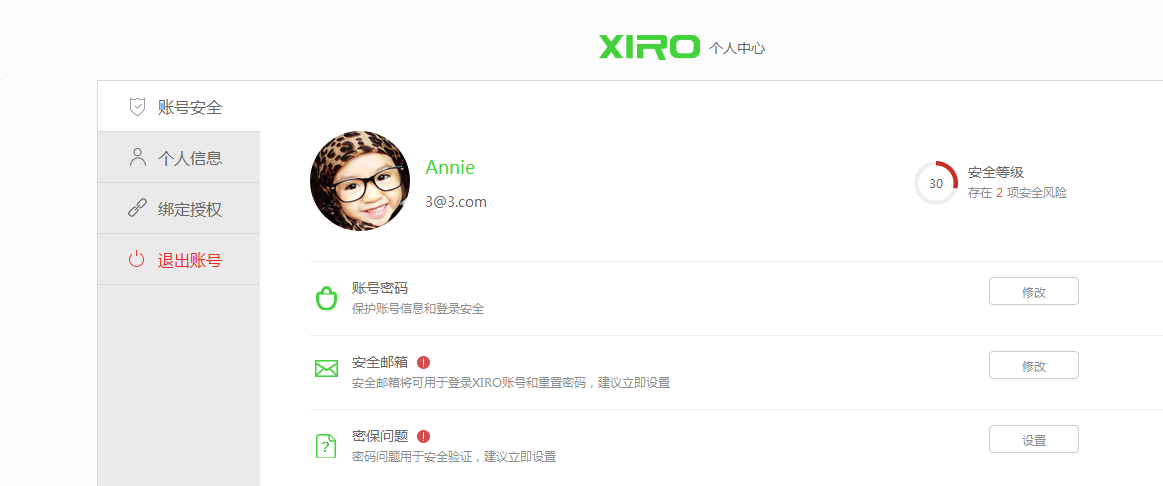 XIRO 个人中心
账号安全
个人信息
绑定授权
退出账号
Annie
3@3.com
30
安全等级
存在 2 项安全风险
账号密码
保护账号信息和登录安全
修改
安全邮箱
安全邮箱将可用于登录XIRO账号和重置密码，建议立即设置
修改
密保问题
密码问题用于安全验证，建议立即设置
设置